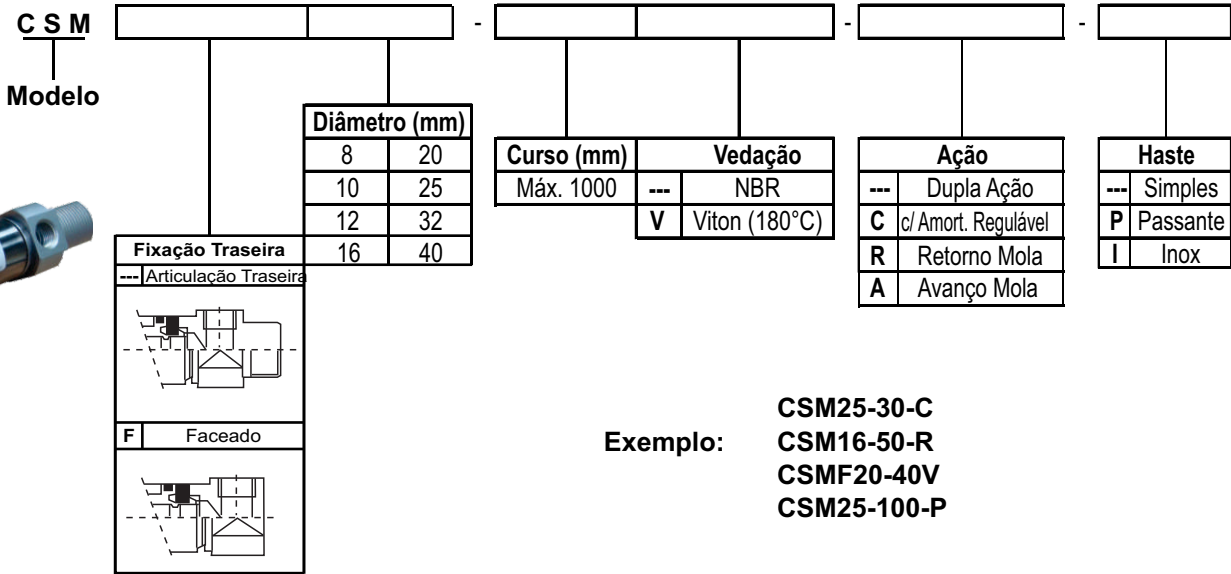 C S M - - -
Modelo
Diâmetro (mm)
8 20
10 25
12 32
16 40
Fixação Traseira
--- Articulação Traseira
F Faceado
Curso (mm) Vedação
Máx. 1000 --- NBR
V Viton (180°C)
Ação
--- Dupla Ação
C c/ Amort. Regulável
R Retorno Mola
A Avanço Mola
Haste
--- Simples
P Passante
I Inox
Exemplo:
CSM25-30-C
CSM16-50-R
CSMF20-40V
CSM25-100-P